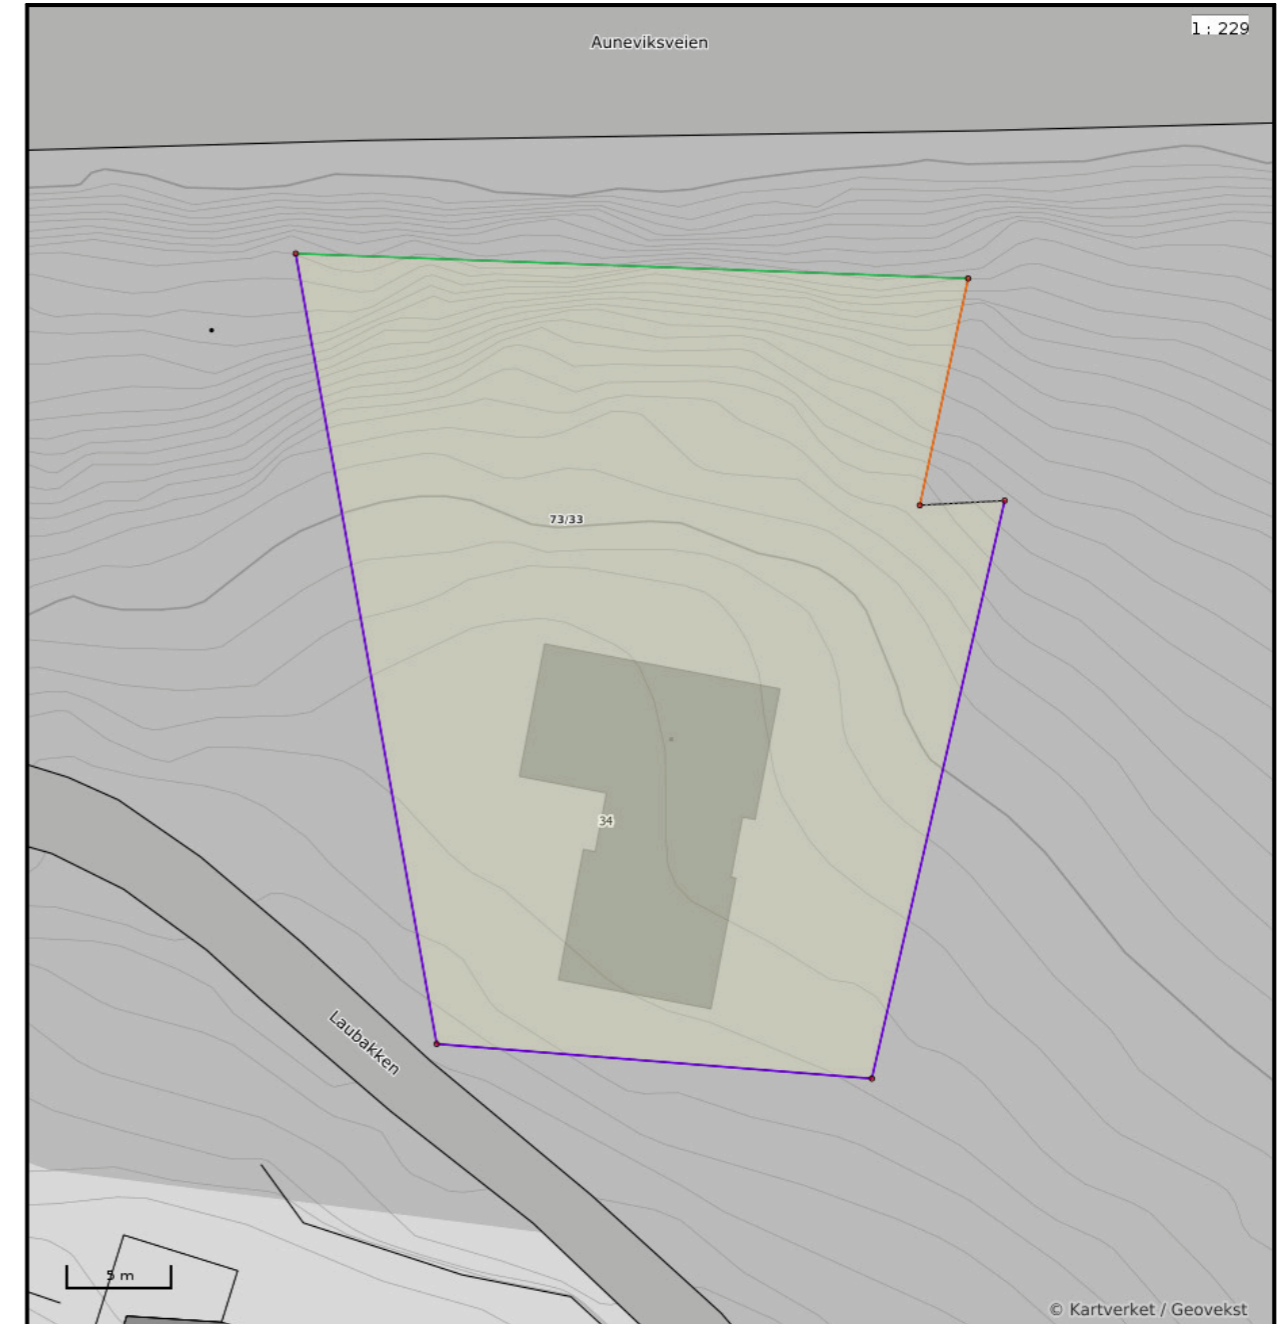 1 : 229
Auneviksveien
73/33
34
Laubakken
5 m
© Kartverket / Geovekst